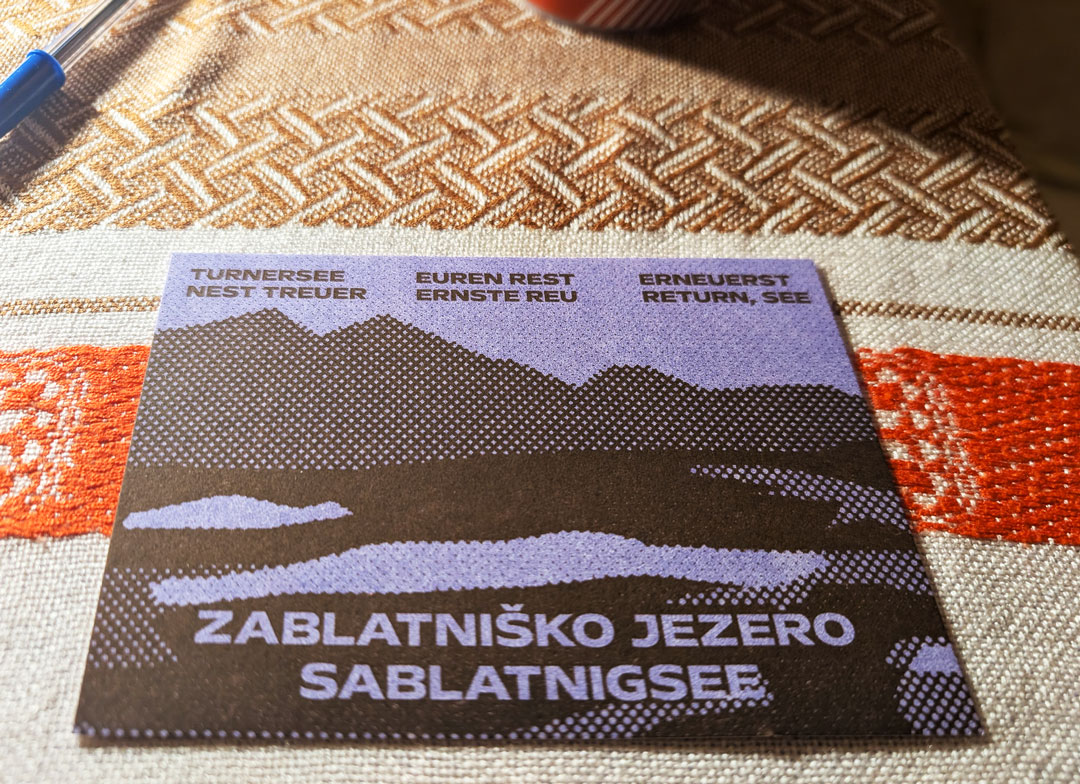 TURNERSEE
NEST TREUER
EUREN REST
ERNSTE REU
ERNEUERST
RETURN, SEE
ZABLATNIŠKO JEZERO
SABLATNIGSEE